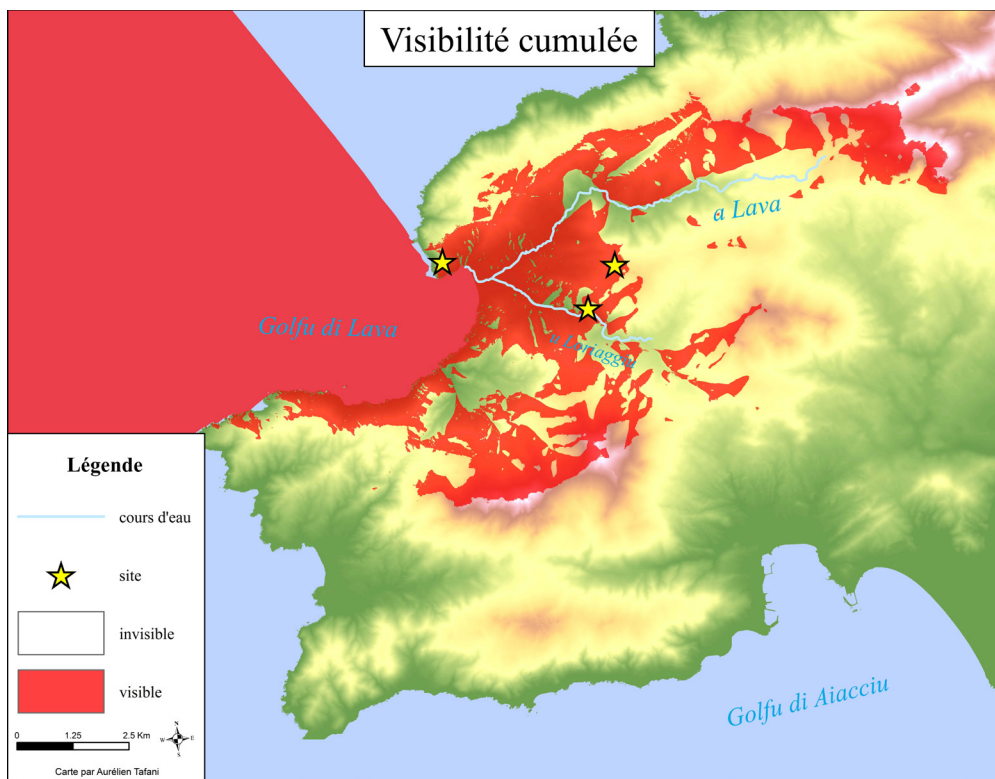 Visibilité cumulée
a Lava
Golfu di Lava
u Loriaggiu
Golfu di Aiacciu
Légende
cours d'eau
site
invisible
visible
0 1.25 2.5 Km
N
W E
S
Carte par Aurélien Tafani